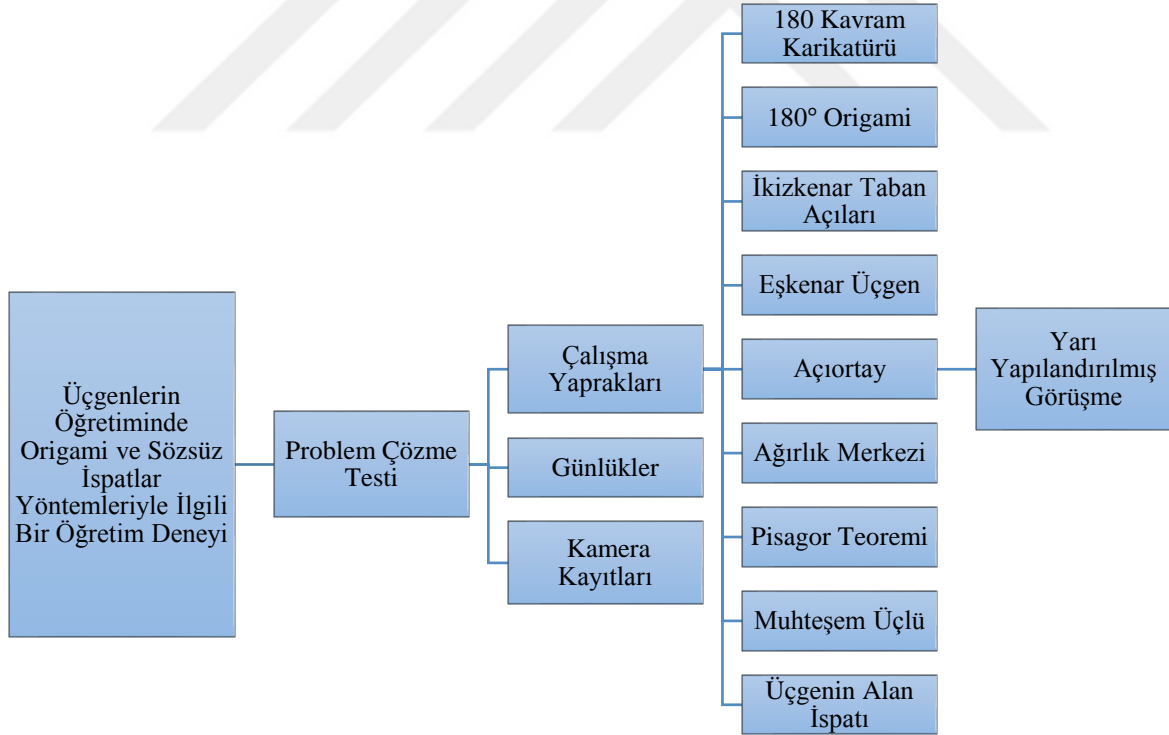 Üçgenlerin
Öğretiminde
Origami ve Sözsüz
İspatlar
Yöntemleriyle İlgili
Bir Öğretim Deneyi
Problem Çözme
Testi
Çalışma
Yaprakları
Günlükler
Kamera
Kayıtları
180 Kavram
Karikatürü
180° Origami
İkizkenar Taban
Açıları
Eşkenar Üçgen
Açıortay
Ağırlık Merkezi
Pisagor Teoremi
Muhteşem Üçlü
Üçgenin Alan
İspatı
Yarı
Yapılandırılmış
Görüşme